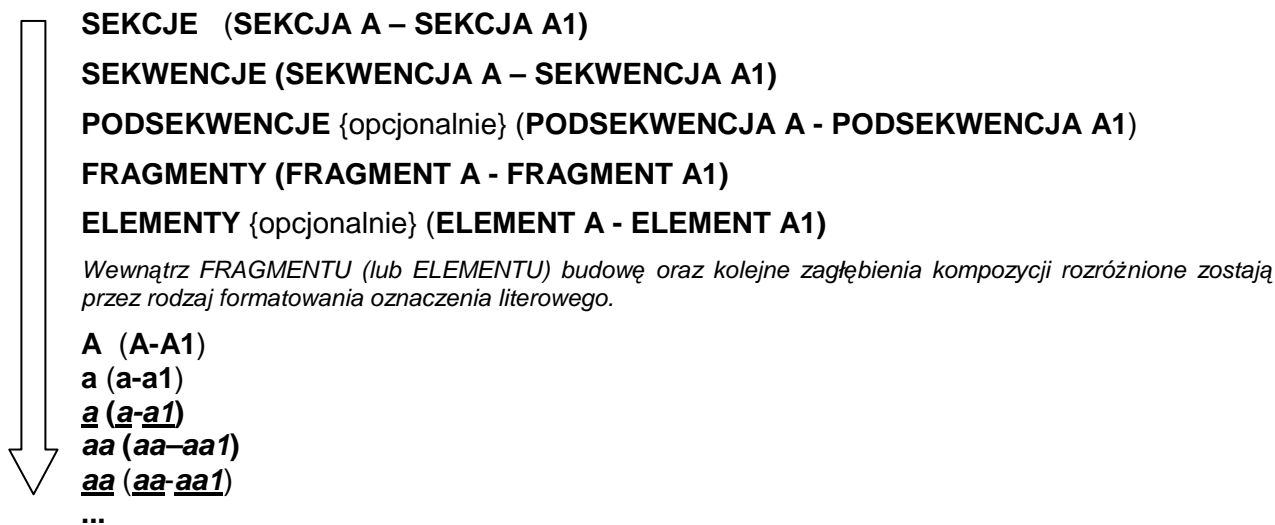 SEKCJE (SEKCJA A – SEKCJA A1)
SEKWENCJE (SEKWENCJA A – SEKWENCJA A1)
PODSEKWENCJE {opcjonalnie} (PODSEKWENCJA A - PODSEKWENCJA A1)
FRAGMENTY (FRAGMENT A - FRAGMENT A1)
ELEMENTY {opcjonalnie} (ELEMENT A - ELEMENT A1)
Wewnątrz FRAGMENTU (lub ELEMENTU) budowę oraz kolejne zagłębienia kompozycji rozróżnione zostają
przez rodzaj formatowania oznaczenia literowego.
A (A-A1)
a (a-a1)
a (a-a1)
aa (aa–aa1)
aa (aa-aa1)
...